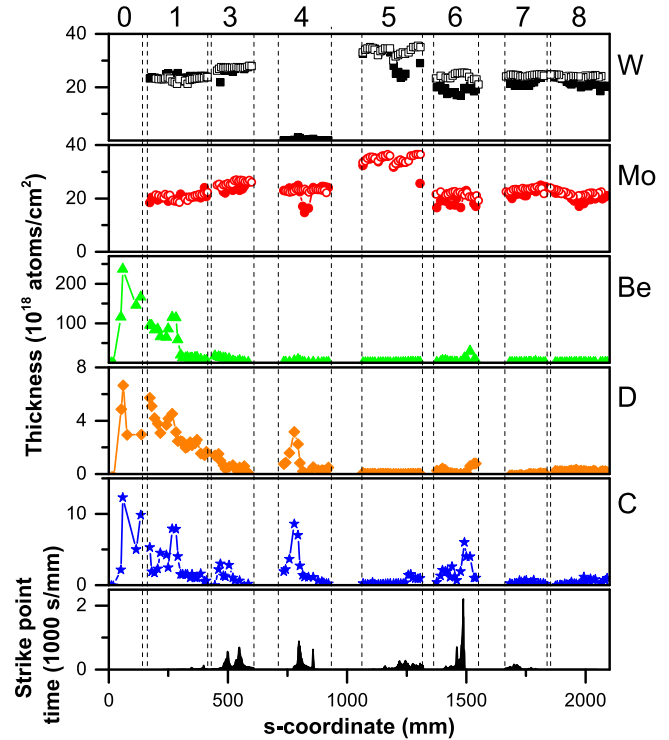 0 1 3 4 5 6 7 8
40
20
0
W
40
20
0
Mo
200
100
Be
8
4
0
D
10
0
C
2
0
0 500 1000 1500 2000
s-coordinate (mm)
Thickness (10¹⁸ atoms/cm²)
Strike point
time (1000 s/mm)